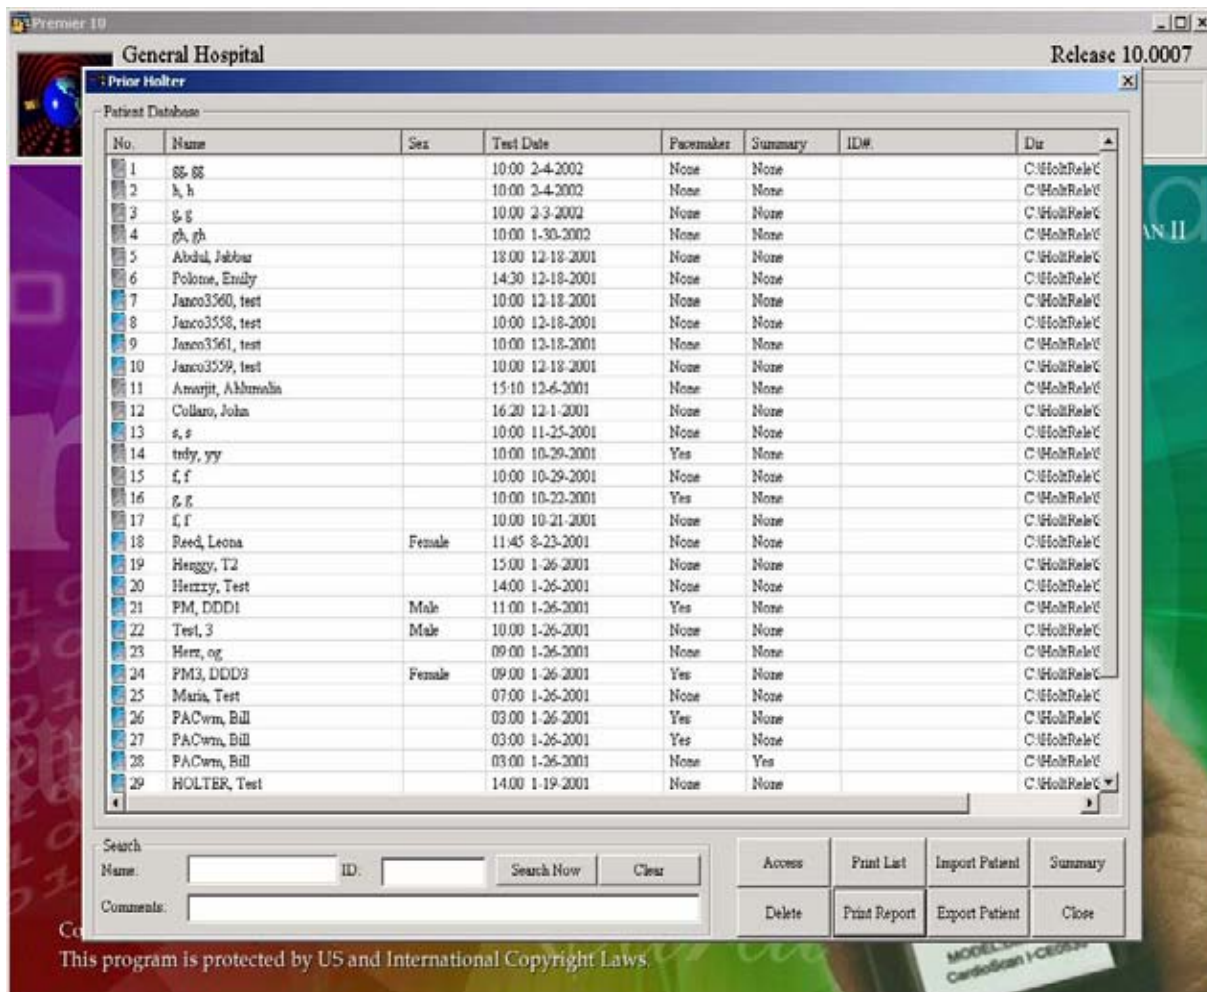 Premier 10
General Hospital Release 10.0007
Prior Holter
Patient Database
No. Name Sex Test Date Pacemaker Summary ID#. Dir
1 gg, gg 10:00 2-4-2002 None None C:\HoltRele\
2 h, h 10:00 2-4-2002 None None C:\HoltRele\
3 g, g 10:00 2-3-2002 None None C:\HoltRele\
4 gh, gh 10:00 1-30-2002 None None C:\HoltRele\
5 Abdul, Jabbar 18:00 12-18-2001 None None C:\HoltRele\
6 Polome, Emily 14:30 12-18-2001 None None C:\HoltRele\
7 Janco3560, test 10:00 12-18-2001 None None C:\HoltRele\
8 Janco3558, test 10:00 12-18-2001 None None C:\HoltRele\
9 Janco3561, test 10:00 12-18-2001 None None C:\HoltRele\
10 Janco3559, test 10:00 12-18-2001 None None C:\HoltRele\
11 Amarjit, Ahlumalia 15:10 12-6-2001 None None C:\HoltRele\
12 Collaro, John 16:20 12-1-2001 None None C:\HoltRele\
13 s, s 10:00 11-25-2001 None None C:\HoltRele\
14 trdy, yy 10:00 10-29-2001 Yes None C:\HoltRele\
15 f, f 10:00 10-29-2001 None None C:\HoltRele\
16 g, g 10:00 10-22-2001 Yes None C:\HoltRele\
17 f, f 10:00 10-21-2001 None None C:\HoltRele\
18 Reed, Leona Female 11:45 8-23-2001 None None C:\HoltRele\
19 Henggy, T2 15:00 1-26-2001 None None C:\HoltRele\
20 Herzzy, Test 14:00 1-26-2001 None None C:\HoltRele\
21 PM, DDD1 Male 11:00 1-26-2001 Yes None C:\HoltRele\
22 Test, 3 Male 10:00 1-26-2001 None None C:\HoltRele\
23 Herz, og 09:00 1-26-2001 None None C:\HoltRele\
24 PM3, DDD3 Female 09:00 1-26-2001 Yes None C:\HoltRele\
25 Maria, Test 07:00 1-26-2001 None None C:\HoltRele\
26 PACwm, Bill 03:00 1-26-2001 Yes None C:\HoltRele\
27 PACwm, Bill 03:00 1-26-2001 Yes None C:\HoltRele\
28 PACwm, Bill 03:00 1-26-2001 None Yes C:\HoltRele\
29 HOLTER, Test 14:00 1-19-2001 None None C:\HoltRele\
AN II
Search
Name: ID: Search Now Clear
Comments:
Access Print List Import Patient Summary
Delete Print Report Export Patient Close
Co
This program is protected by US and International Copyright Laws.
CardioScan I-CE